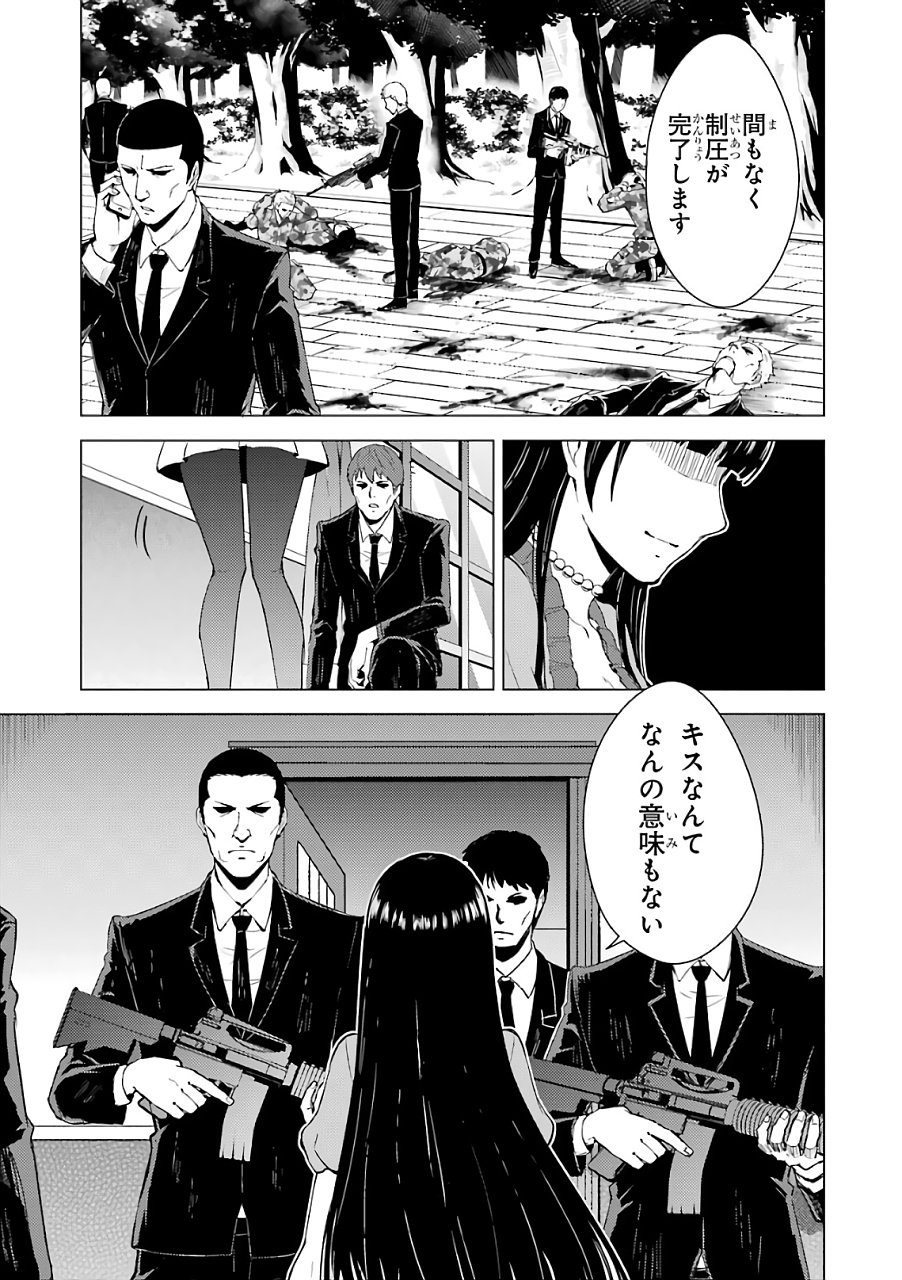 間もなく
制圧が
完了します
キスなんて
なんの意味もない